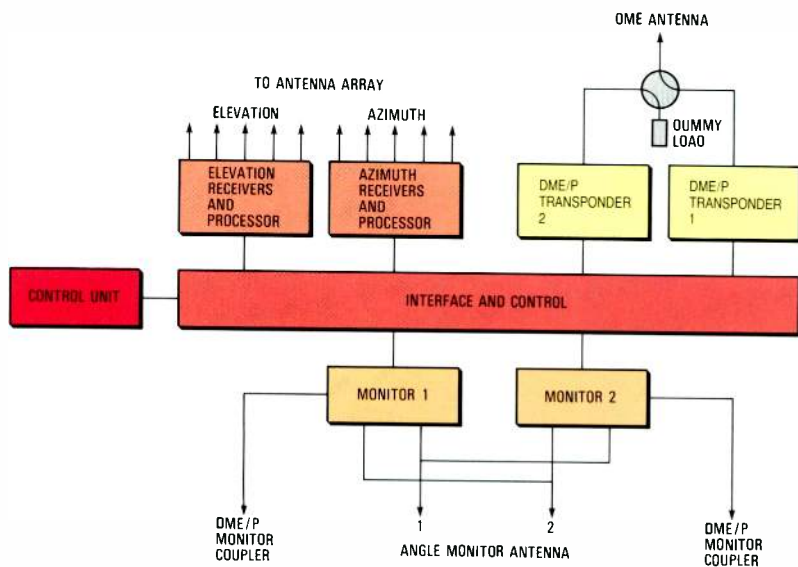 OME ANTENNA
TO ANTENNA ARRAY
ELEVATION
AZIMUTH
OUMMY
LOAO
ELEVATION
RECEIVERS
AND
PROCESSOR
AZIMUTH
RECEIVERS
AND
PROCESSOR
DME/P
TRANSPONDER
2
DME/P
TRANSPONDER
1
CONTROL UNIT
INTERFACE AND CONTROL
MONITOR 1
MONITOR 2
DME/P
MONITOR
COUPLER
1
2
ANGLE MONITOR ANTENNA
DME/P
MONITOR
COUPLER